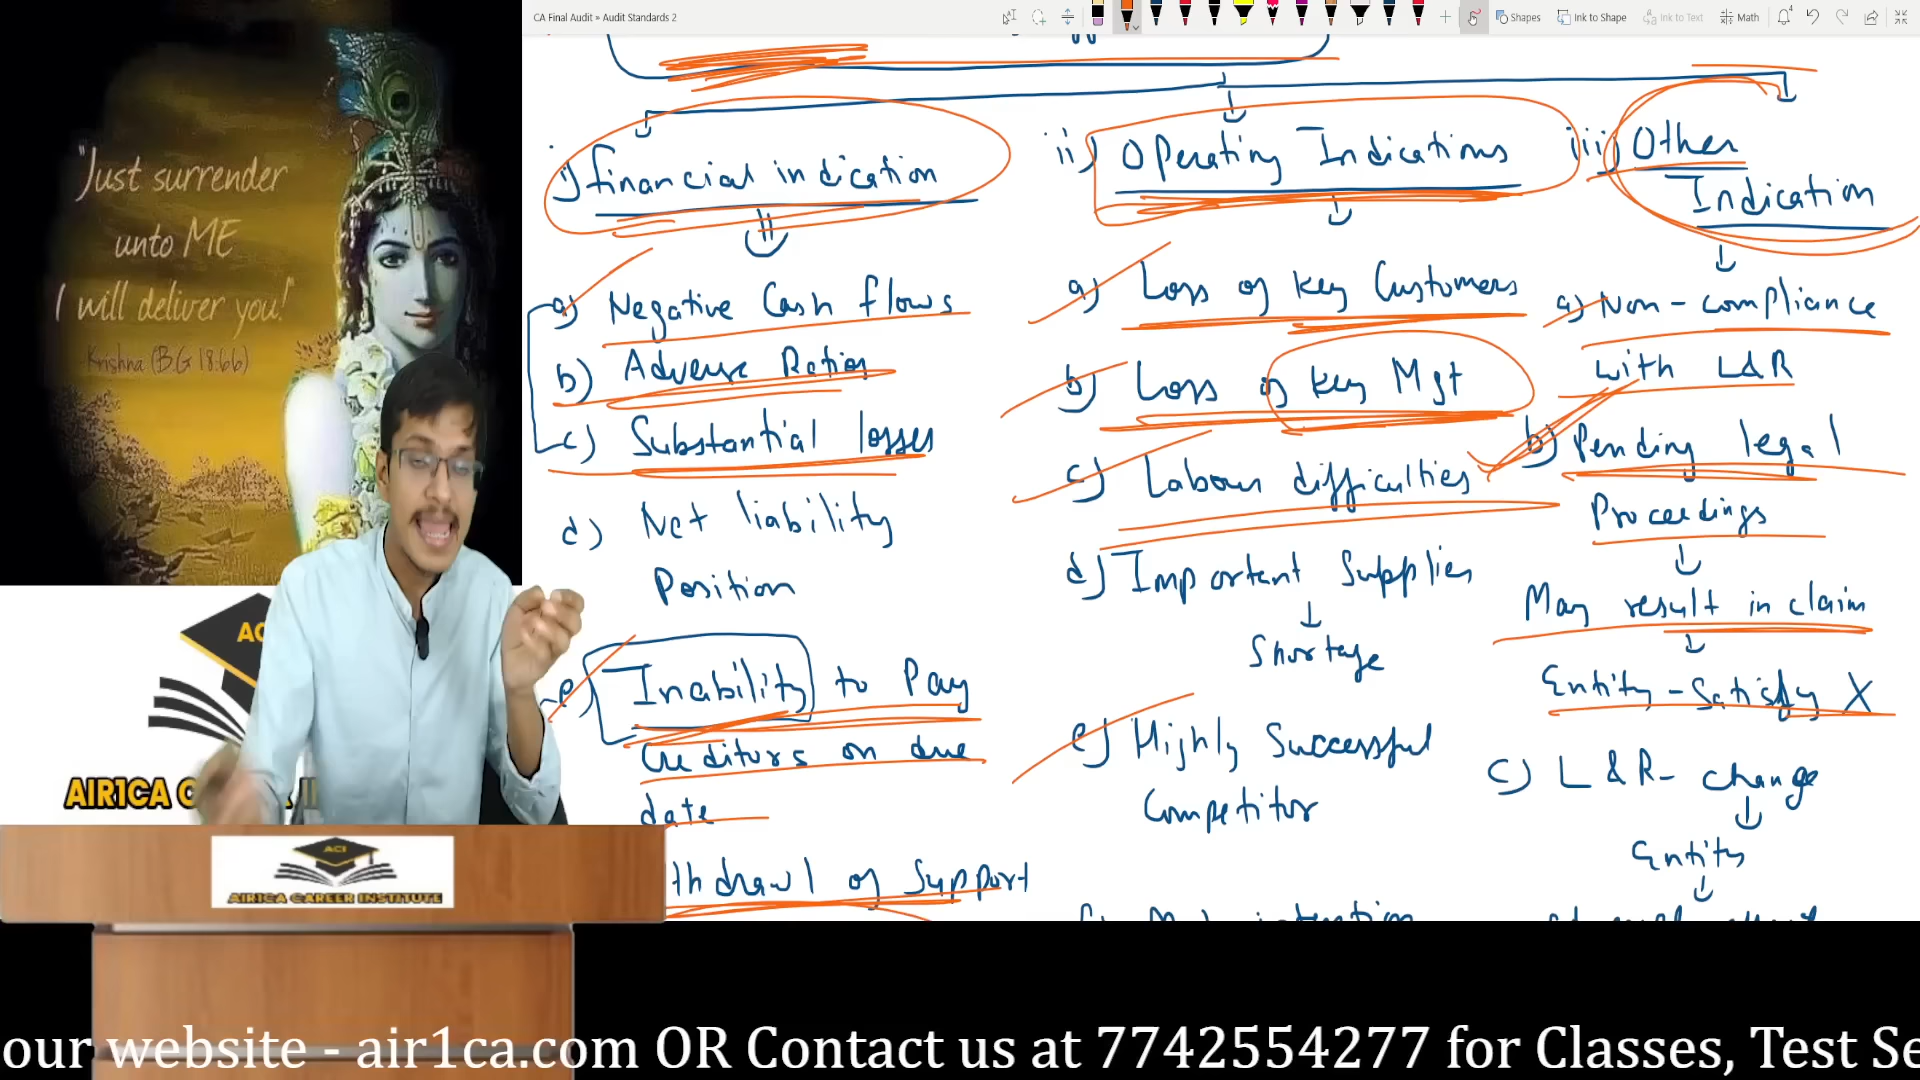 CA Final Audit » Audit Standards 2
Shapes
Ink to Shape
Ink to Text
Math
"Just surrender
unto ME
I will deliver you!"
Krishna (B.G 18:66)
i) financial indication
a) Negative Cash flows
b) Adverse Ratios
c) Substantial losses
d) Net liability
Position
e) Inability to Pay
Creditors on due
date
thdrawl of Support
ii) Operating Indications
a) Loss of Key Customers
b) Loss of Key Mgt
c) Labour difficulties
d) Important Supplies
Shortage
e) Highly Successful
Competitor
iii) Other
Indication
a) Non-compliance
with L&R
b) Pending legal
Proceedings
May result in claim
Entity - Satisfy X
c) L & R - change
Entity
AC
AIR1CA C
ACI
AIR1CA CAREER INSTITUTE
our website - air1ca.com OR Contact us at 7742554277 for Classes, Test Se